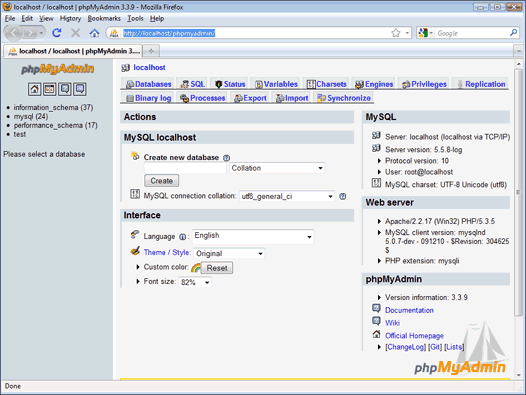 localhost / localhost | phpMyAdmin 3.3.9 - Mozilla Firefox
File Edit View History Bookmarks Tools Help
http://localhost/phpmyadmin/
Google
localhost / localhost | phpMyAdmin 3....
phpMyAdmin
information_schema (37)
mysql (24)
performance_schema (17)
test
Please select a database
localhost
Databases SQL Status Variables Charsets Engines Privileges Replication
Binary log Processes Export Import Synchronize
Actions
MySQL localhost
Create new database
Collation
Create
MySQL connection collation: utf8_general_ci
Interface
Language : English
Theme / Style: Original
Custom color: Reset
Font size: 82%
MySQL
Server: localhost (localhost via TCP/IP)
Server version: 5.5.8-log
Protocol version: 10
User: root@localhost
MySQL charset: UTF-8 Unicode (utf8)
Web server
Apache/2.2.17 (Win32) PHP/5.3.5
MySQL client version: mysqlnd
5.0.7-dev - 091210 - $Revision: 304625
$
PHP extension: mysqli
phpMyAdmin
Version information: 3.3.9
Documentation
Wiki
Official Homepage
[ChangeLog] [Git] [Lists]
phpMyAdmin
Done